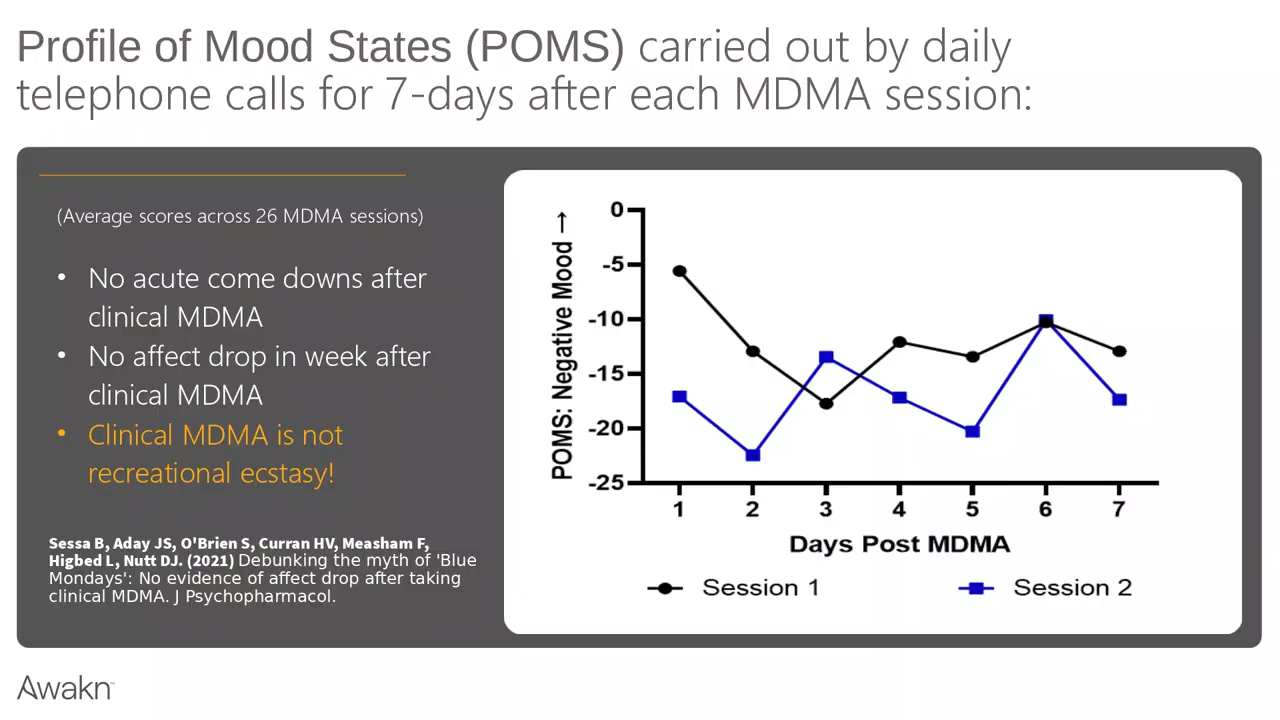 Profile of Mood States (POMS) carried out by daily
telephone calls for 7-days after each MDMA session:
(Average scores across 26 MDMA sessions)
• No acute come downs after
clinical MDMA
• No affect drop in week after
clinical MDMA
• Clinical MDMA is not
recreational ecstasy!
Sessa B, Aday JS, O'Brien S, Curran HV, Measham F,
Higbed L, Nutt DJ. (2021) Debunking the myth of 'Blue
Mondays': No evidence of affect drop after taking
clinical MDMA. J Psychopharmacol.
POMS: Negative Mood →
0
-5
-10
-15
-20
-25
1 2 3 4 5 6 7
Days Post MDMA
Session 1 Session 2
Awakn™